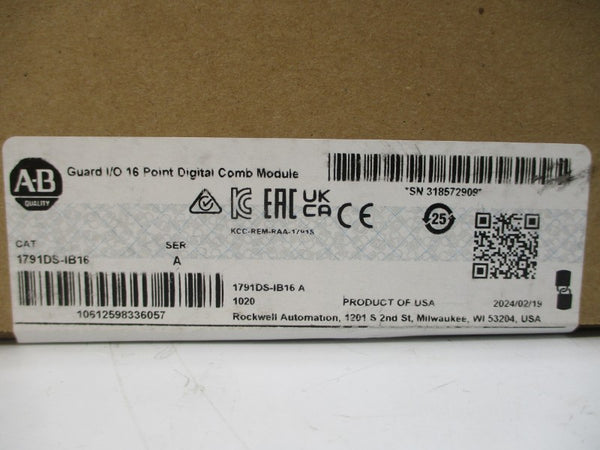 A-B
QUALITY
Guard I/O 16 Point Digital Comb Module
*SN 318572909*
EAC UK CA CE
25
KCC-REM-RAA-1791S
CAT
SER
1791DS-IB16
A
1791DS-IB16 A
1020
PRODUCT OF USA
2024/02/19
10612598336057
Rockwell Automation, 1201 S 2nd St, Milwaukee, WI 53204, USA